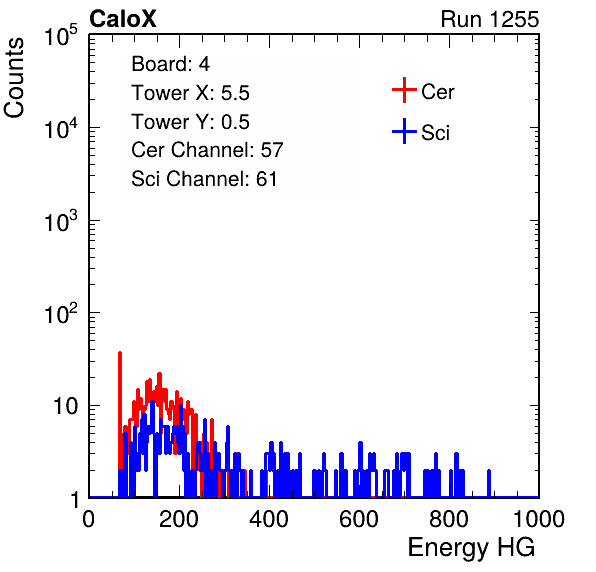 CaloX Run 1255
Counts
Board: 4
Tower X: 5.5
Tower Y: 0.5
Cer Channel: 57
Sci Channel: 61
Cer
Sci
10^5
10^4
10^3
10^2
10
1
0 200 400 600 800 1000
Energy HG